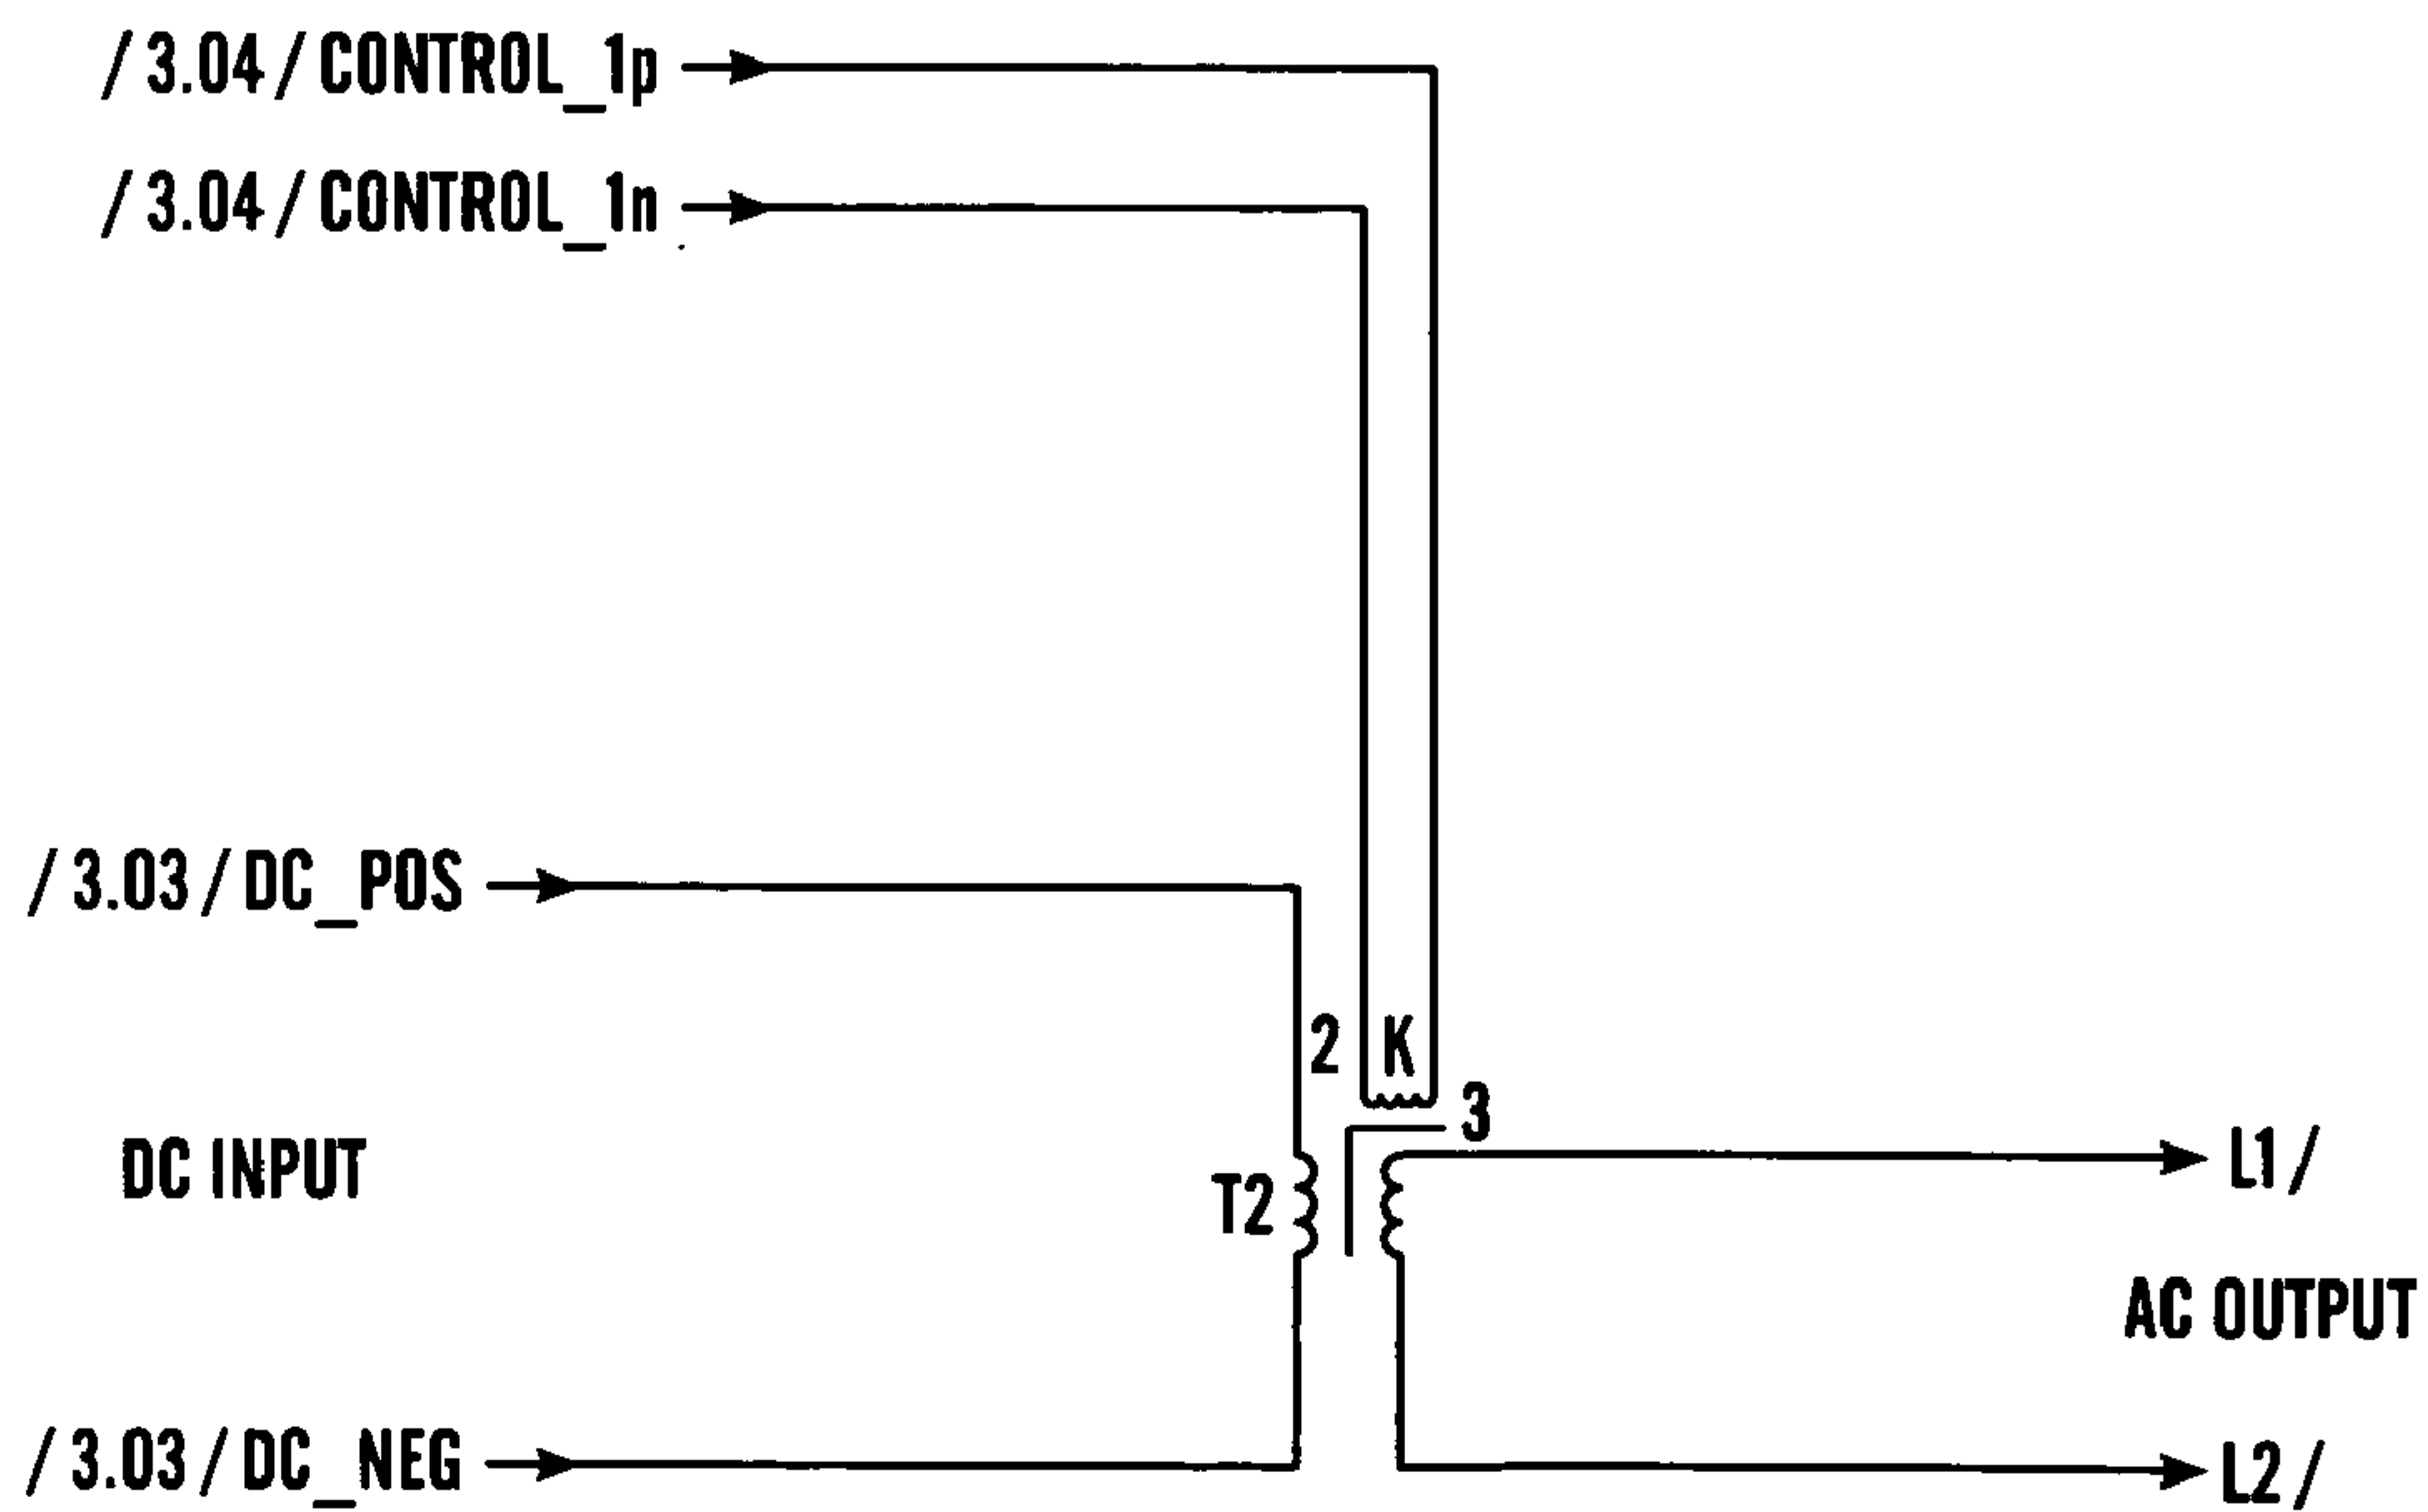 /3.04/CONTROL_1p
/3.04/CONTROL_1n
/3.03/DC_POS
2 K
3
DC INPUT
T2
L1/
AC OUTPUT
/3.03/DC_NEG
L2/